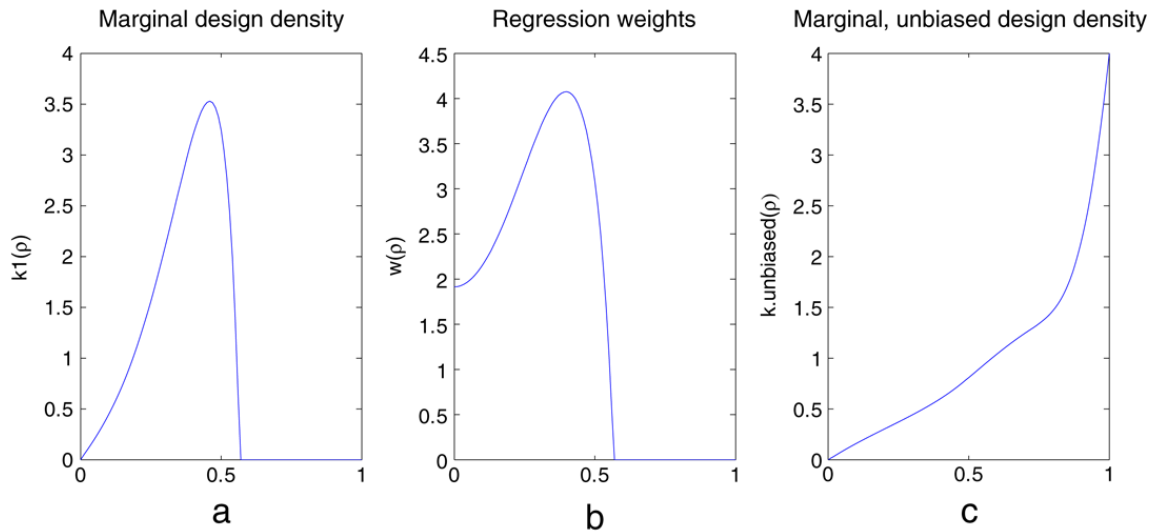 Marginal design density
k1(ρ)
4
3.5
3
2.5
2
1.5
1
0.5
0
0 0.5 1
a
Regression weights
w(ρ)
4.5
4
3.5
3
2.5
2
1.5
1
0.5
0
0 0.5 1
b
Marginal, unbiased design density
k.unbiased(ρ)
4
3.5
3
2.5
2
1.5
1
0.5
0
0 0.5 1
c